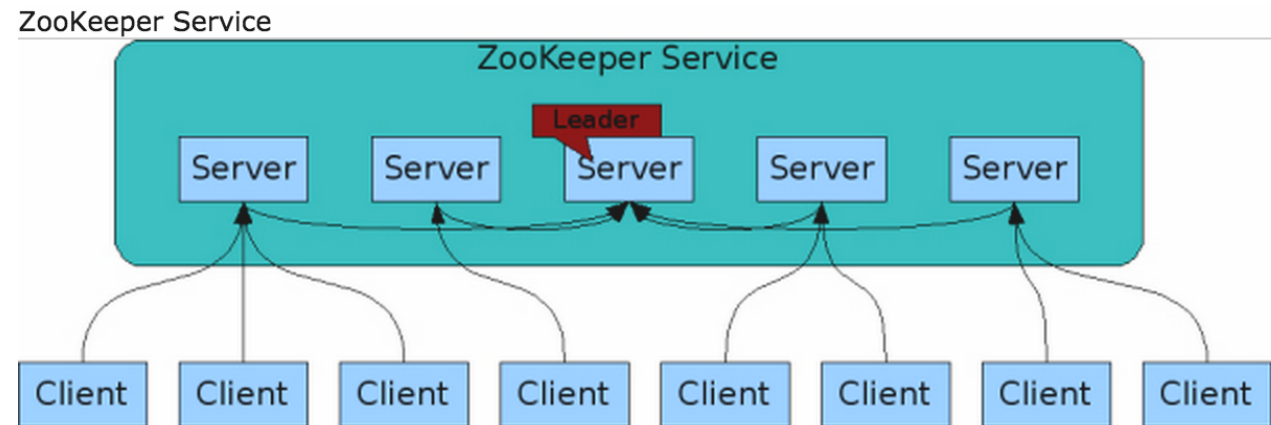 ZooKeeper Service
ZooKeeper Service
Leader
Server Server Server Server Server
Client Client Client Client Client Client Client Client